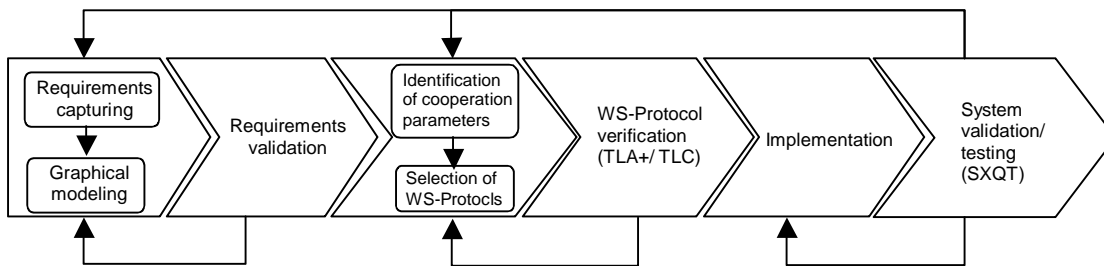 Requirements
capturing
Graphical
modeling
Requirements
validation
Identification
of cooperation
parameters
Selection of
WS-Protocls
WS-Protocol
verification
(TLA+/ TLC)
Implementation
System
validation/
testing
(SXQT)